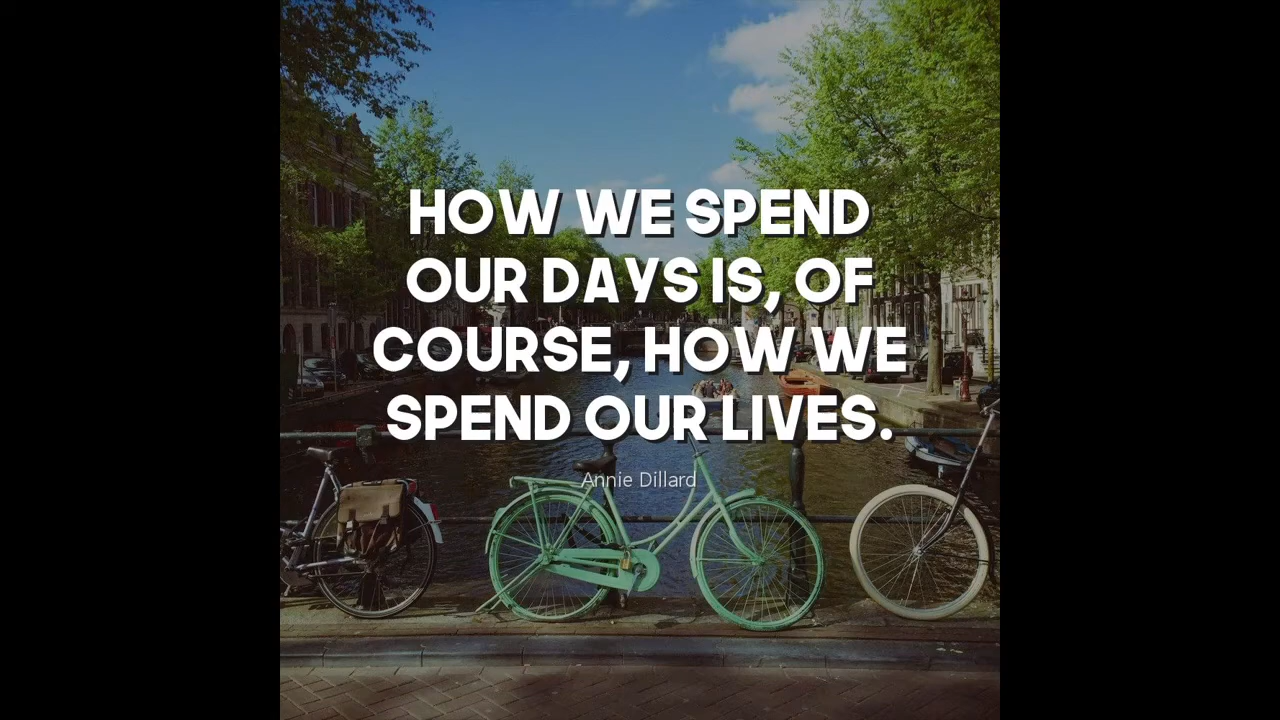 HOW WE SPEND
OUR DAYS IS, OF
COURSE, HOW WE
SPEND OUR LIVES.
Annie Dillard